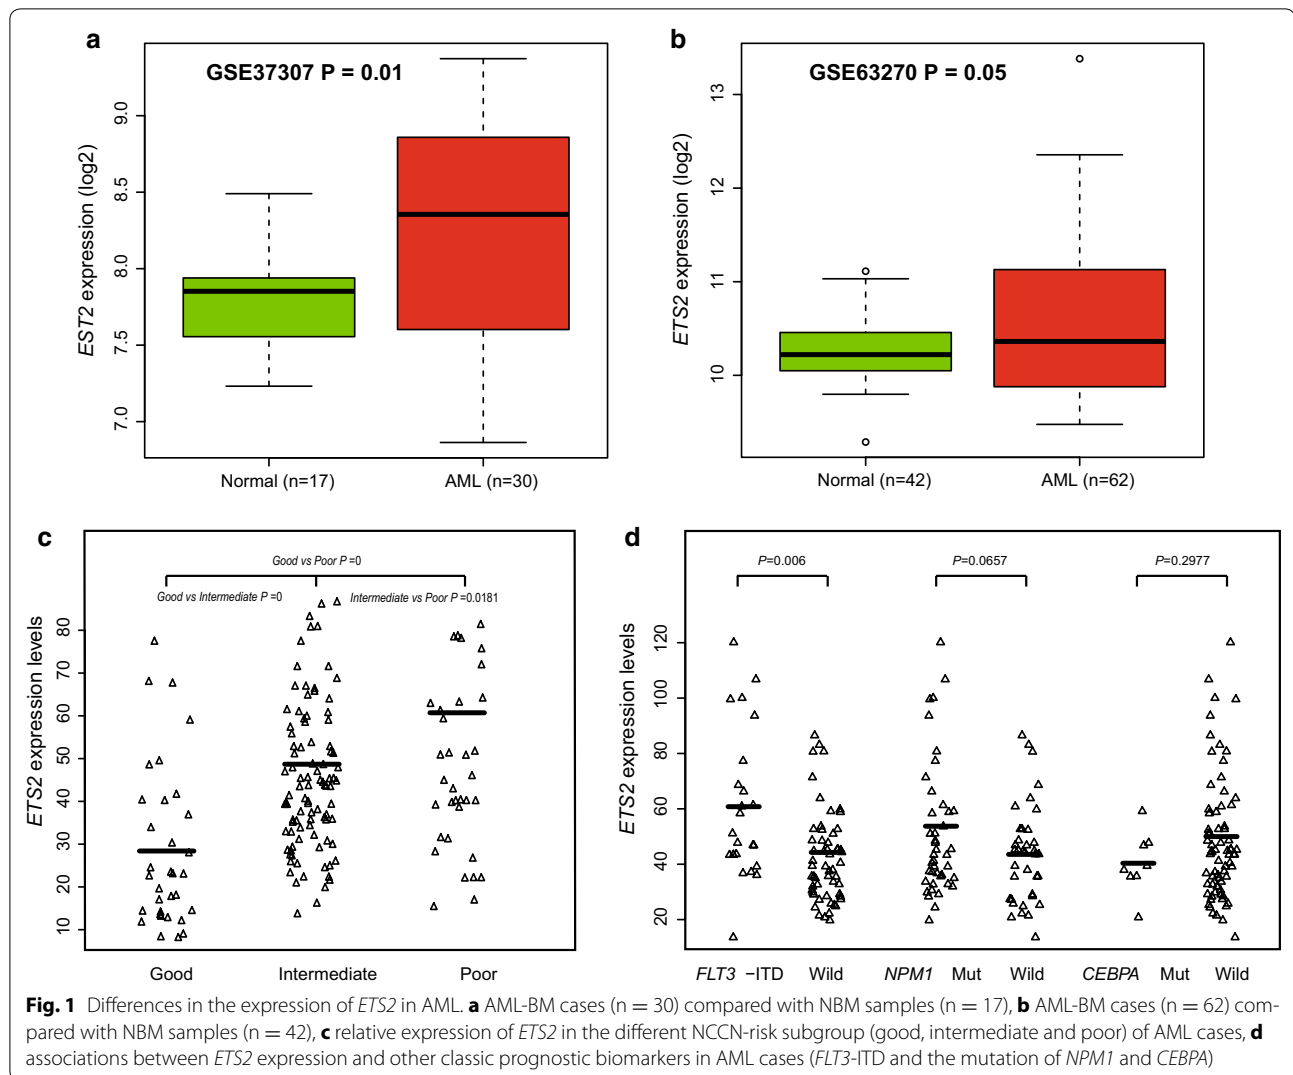 a
GSE37307 P = 0.01
EST2 expression (log2)
9.0
8.5
8.0
7.5
7.0
Normal (n=17) AML (n=30)
b
GSE63270 P = 0.05
ETS2 expression (log2)
13
12
11
10
Normal (n=42) AML (n=62)
c
Good vs Poor P =0
Good vs Intermediate P =0 Intermediate vs Poor P =0.0181
ETS2 expression levels
80
70
60
50
40
30
20
10
Good Intermediate Poor
d
P=0.006 P=0.0657 P=0.2977
ETS2 expression levels
120
100
80
60
40
20
FLT3 −ITD Wild NPM1 Mut Wild CEBPA Mut Wild
Fig. 1 Differences in the expression of ETS2 in AML. a AML-BM cases (n = 30) compared with NBM samples (n = 17), b AML-BM cases (n = 62) com-
pared with NBM samples (n = 42), c relative expression of ETS2 in the different NCCN-risk subgroup (good, intermediate and poor) of AML cases, d
associations between ETS2 expression and other classic prognostic biomarkers in AML cases (FLT3-ITD and the mutation of NPM1 and CEBPA)